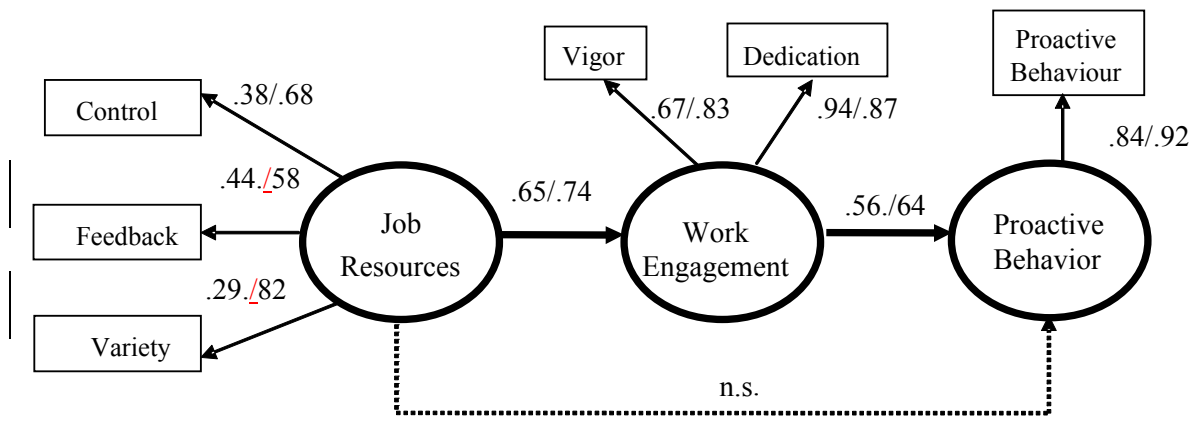 Control
.38/.68
.44./58
Feedback
.29./82
Variety
Job
Resources
.65/.74
Vigor
.67/.83
Dedication
.94/.87
Work
Engagement
.56./64
Proactive
Behaviour
.84/.92
Proactive
Behavior
n.s.